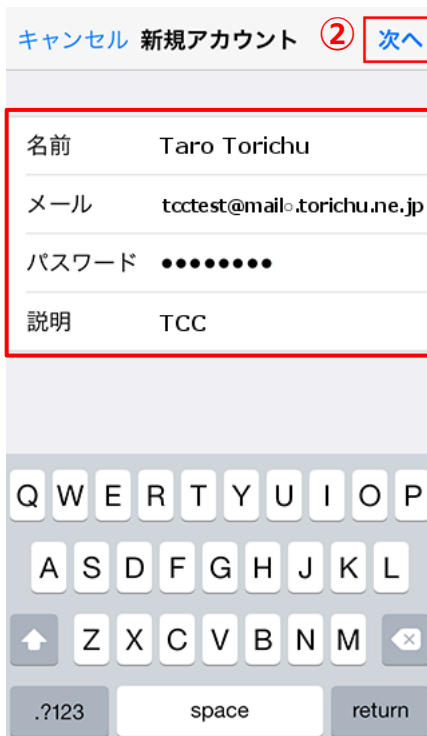 キャンセル 新規アカウント ② 次へ
名前 Taro Torichu
メール tcctest@mail○.torichu.ne.jp
パスワード ●●●●●●●●
説明 TCC
Q W E R T Y U I O P
A S D F G H J K L
Z X C V B N M
.?123 space return